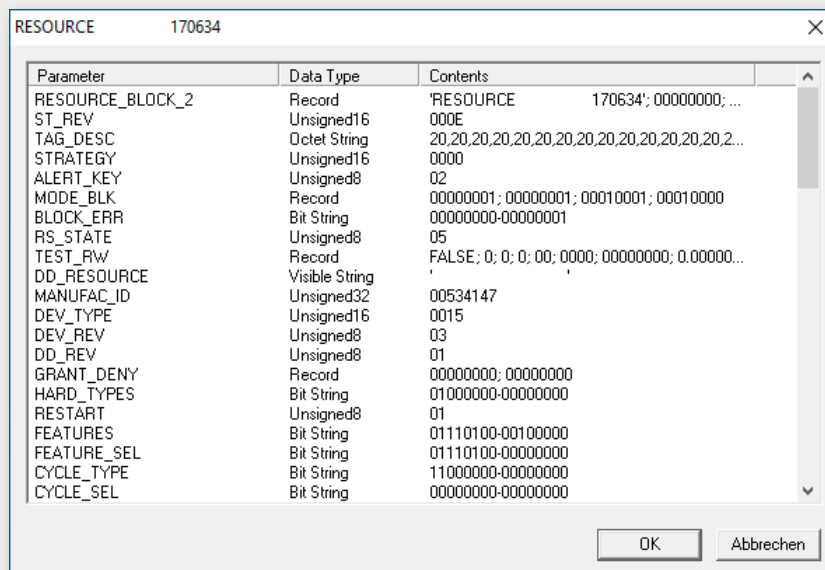 RESOURCE 170634
Parameter Data Type Contents
RESOURCE_BLOCK_2 Record 'RESOURCE 170634'; 00000000; ...
ST_REV Unsigned16 000E
TAG_DESC Octet String 20,20,20,20,20,20,20,20,20,20,20,20,20,20,2...
STRATEGY Unsigned16 0000
ALERT_KEY Unsigned8 02
MODE_BLK Record 00000001; 00000001; 00010001; 00010000
BLOCK_ERR Bit String 00000000-00000001
RS_STATE Unsigned8 05
TEST_RW Record FALSE; 0; 0; 0; 00; 0000; 00000000; 0.00000...
DD_RESOURCE Visible String ' '
MANUFAC_ID Unsigned32 00534147
DEV_TYPE Unsigned16 0015
DEV_REV Unsigned8 03
DD_REV Unsigned8 01
GRANT_DENY Record 00000000; 00000000
HARD_TYPES Bit String 01000000-00000000
RESTART Unsigned8 01
FEATURES Bit String 01110100-00100000
FEATURE_SEL Bit String 01110100-00000000
CYCLE_TYPE Bit String 11000000-00000000
CYCLE_SEL Bit String 00000000-00000000
OK Abbrechen